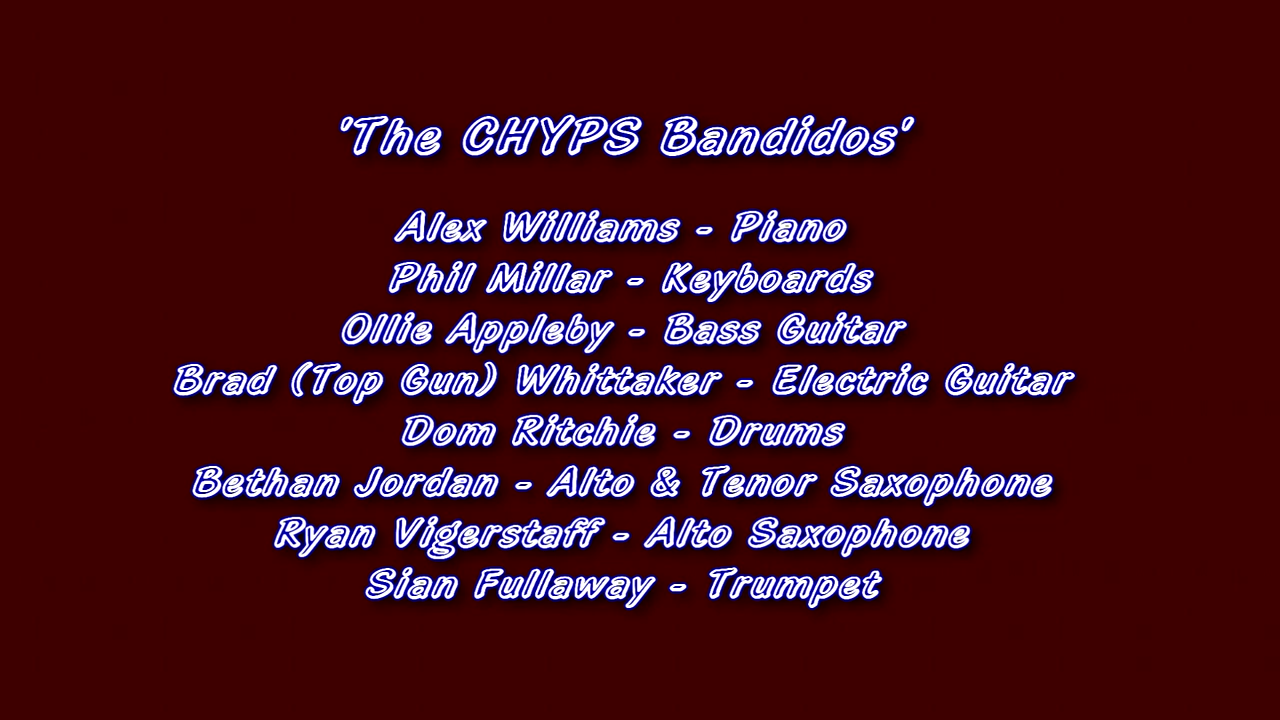 'The CHYPS Bandidos'
Alex Williams - Piano
Phil Millar - Keyboards
Ollie Appleby - Bass Guitar
Brad (Top Gun) Whittaker - Electric Guitar
Dom Ritchie - Drums
Bethan Jordan - Alto & Tenor Saxophone
Ryan Vigerstaff - Alto Saxophone
Sian Fullaway - Trumpet